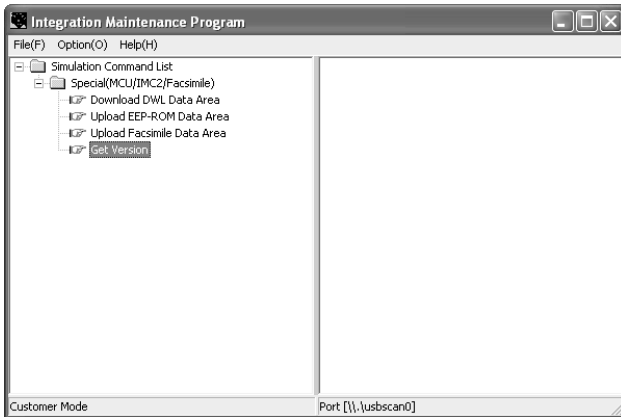 Integration Maintenance Program
File(F) Option(O) Help(H)
Simulation Command List
Special(MCU/IMC2/Facsimile)
Download DWL Data Area
Upload EEP-ROM Data Area
Upload Facsimile Data Area
Get Version
Customer Mode Port [\\.\usbscan0]